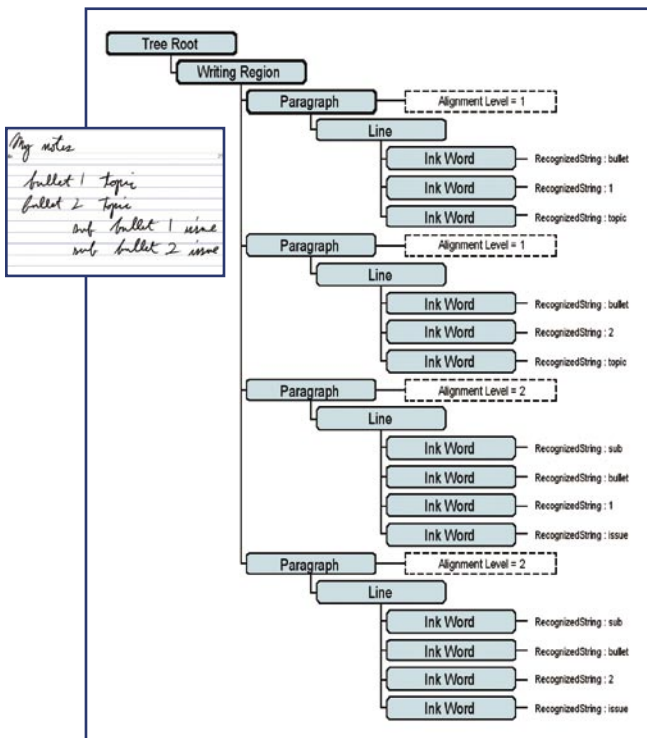 Tree Root
Writing Region
Paragraph
Alignment Level = 1
Line
Ink Word
RecognizedString : bullet
Ink Word
RecognizedString : 1
Ink Word
RecognizedString : topic
My notes
bullet 1 topic
bullet 2 topic
sub bullet 1 issue
sub bullet 2 issue
Paragraph
Alignment Level = 1
Line
Ink Word
RecognizedString : bullet
Ink Word
RecognizedString : 2
Ink Word
RecognizedString : topic
Paragraph
Alignment Level = 2
Line
Ink Word
RecognizedString : sub
Ink Word
RecognizedString : bullet
Ink Word
RecognizedString : 1
Ink Word
RecognizedString : issue
Paragraph
Alignment Level = 2
Line
Ink Word
RecognizedString : sub
Ink Word
RecognizedString : bullet
Ink Word
RecognizedString : 2
Ink Word
RecognizedString : issue